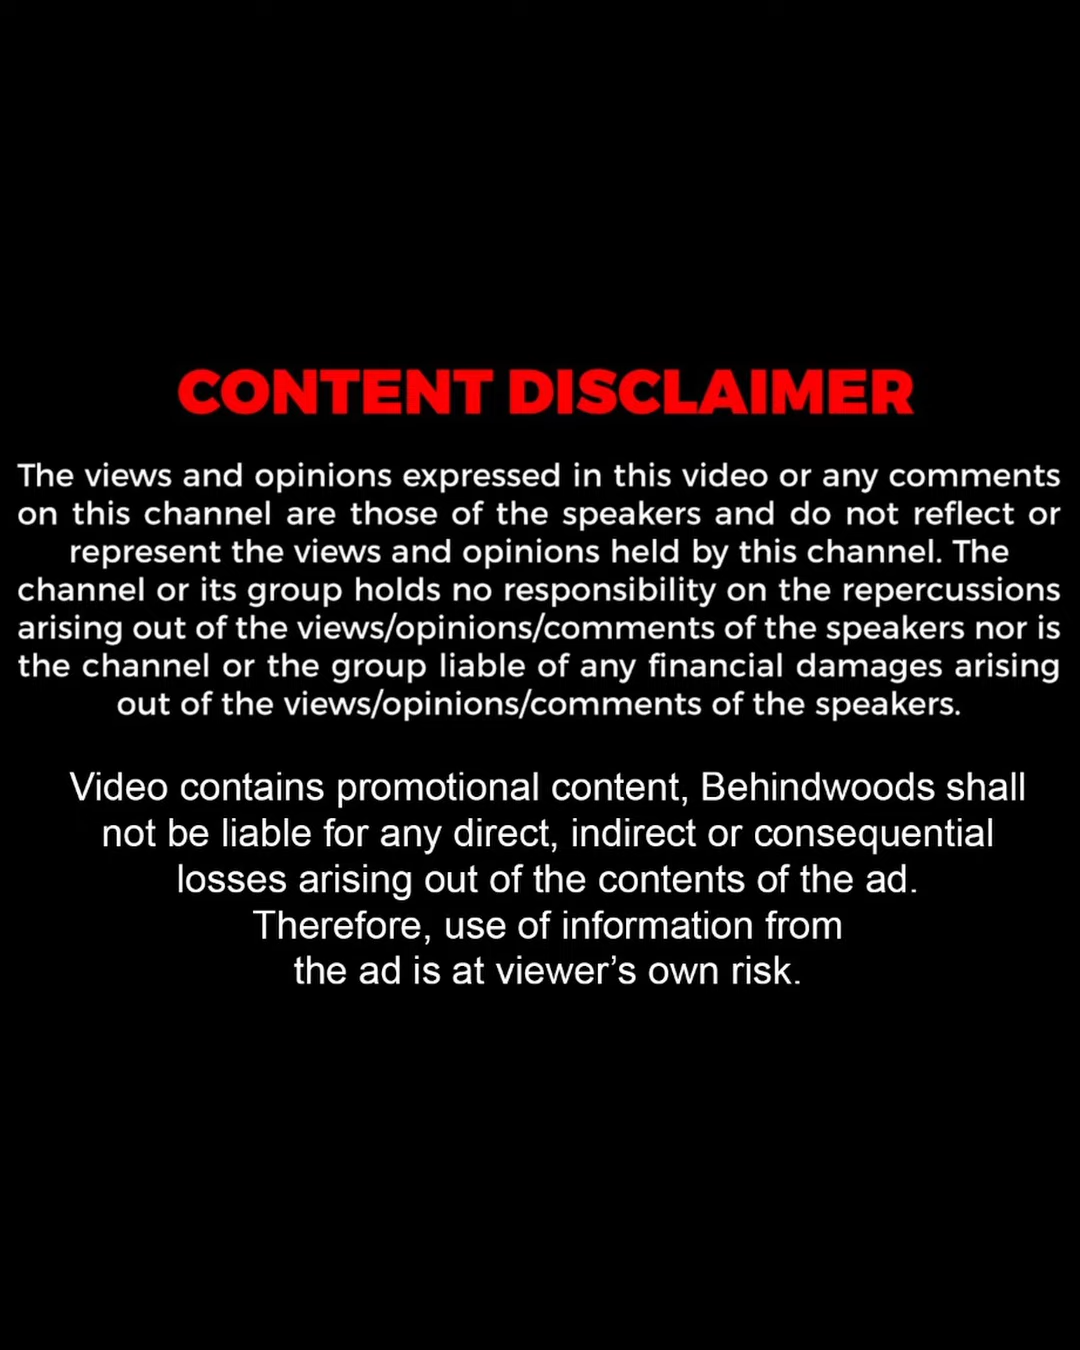 CONTENT DISCLAIMER
The views and opinions expressed in this video or any comments
on this channel are those of the speakers and do not reflect or
represent the views and opinions held by this channel. The
channel or its group holds no responsibility on the repercussions
arising out of the views/opinions/comments of the speakers nor is
the channel or the group liable of any financial damages arising
out of the views/opinions/comments of the speakers.
Video contains promotional content, Behindwoods shall
not be liable for any direct, indirect or consequential
losses arising out of the contents of the ad.
Therefore, use of information from
the ad is at viewer’s own risk.